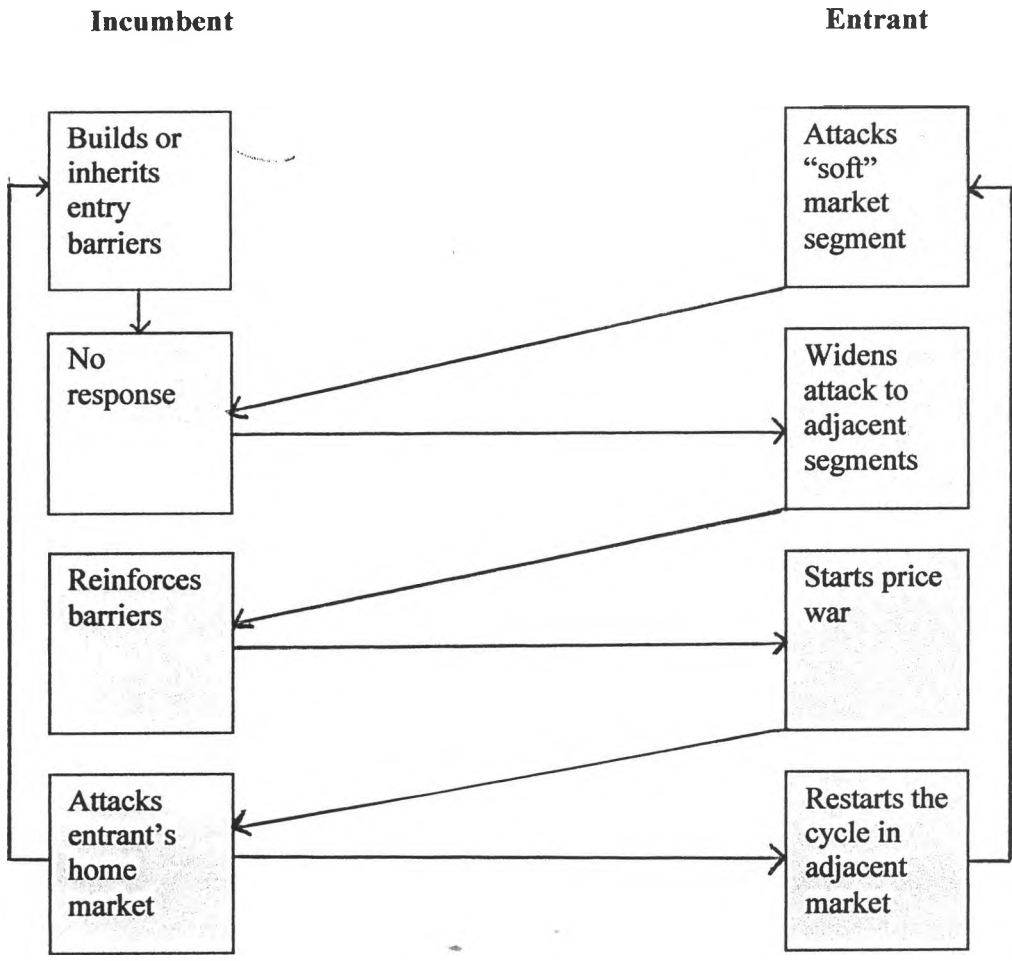 Incumbent
Entrant
Builds or
inherits
entry
barriers
Attacks
“soft”
market
segment
No
response
Widens
attack to
adjacent
segments
Reinforces
barriers
Starts price
war
Attacks
entrant’s
home
market
Restarts the
cycle in
adjacent
market